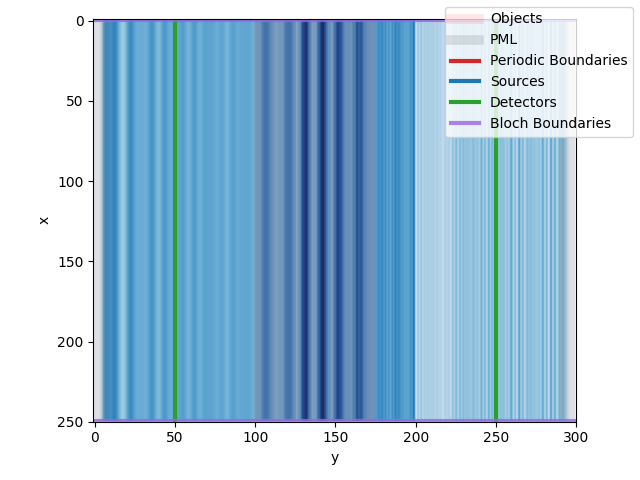 Objects
PML
Periodic Boundaries
Sources
Detectors
Bloch Boundaries
0
50
100
150
200
250
x
0 50 100 150 200 250 300
y